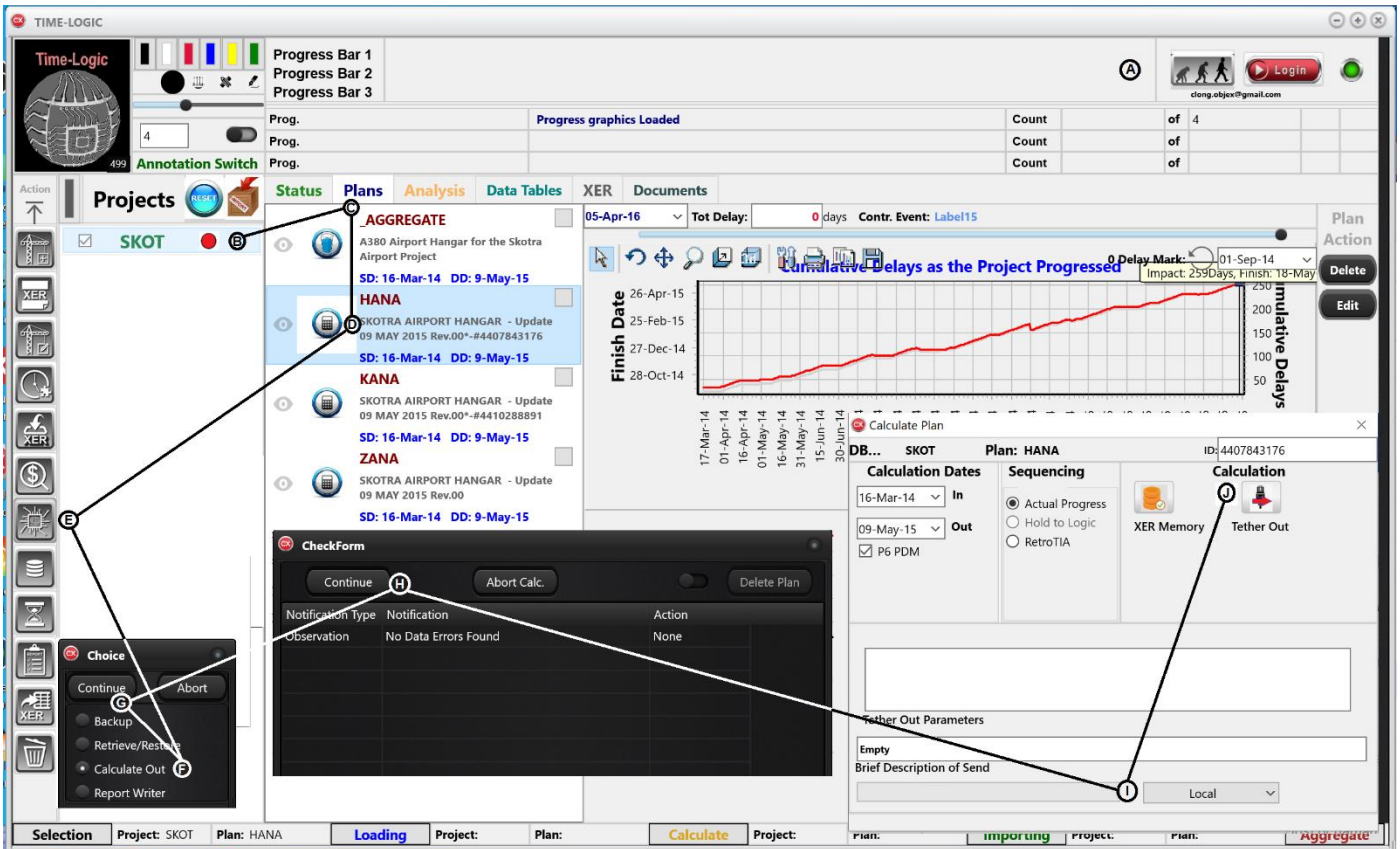 TIME-LOGIC
Time-Logic
499
4
Annotation Switch
Progress Bar 1
Progress Bar 2
Progress Bar 3
A
Login
clong.objex@gmail.com
Prog. Progress graphics Loaded Count of 4
Prog. Count of
Prog. Count of
Action
Projects
RESET
SKOT
B
Status Plans Analysis Data Tables XER Documents
C
_AGGREGATE
A380 Airport Hangar for the Skotra
Airport Project
SD: 16-Mar-14 DD: 9-May-15
HANA
D
SKOTRA AIRPORT HANGAR - Update
09 MAY 2015 Rev.00*-#4407843176
SD: 16-Mar-14 DD: 9-May-15
KANA
SKOTRA AIRPORT HANGAR - Update
09 MAY 2015 Rev.00*-#4410288891
SD: 16-Mar-14 DD: 9-May-15
ZANA
SKOTRA AIRPORT HANGAR - Update
09 MAY 2015 Rev.00
SD: 16-Mar-14 DD: 9-May-15
05-Apr-16 Tot Delay: 0 days Contr. Event: Label15
Cumulative Delays as the Project Progressed
0 Delay Mark: 01-Sep-14
Impact: 259Days, Finish: 18-May
Plan
Action
Delete
Edit
Finish Date
26-Apr-15
25-Feb-15
27-Dec-14
28-Oct-14
250
200
150
100
50
umulative Delays
17-Mar-14
01-Apr-14
16-Apr-14
01-May-14
16-May-14
31-May-14
15-Jun-14
30-Jun-1
XER
XER
E
XER
Choice
Continue Abort
G
Backup
Retrieve/Restore
Calculate Out F
Report Writer
CheckForm
Continue H Abort Calc. Delete Plan
Notification Type Notification Action
Observation No Data Errors Found None
Calculate Plan
DB... SKOT Plan: HANA ID: 4407843176
Calculation Dates Sequencing Calculation
16-Mar-14 In
09-May-15 Out
P6 PDM
Actual Progress
Hold to Logic
RetroTIA
J
XER Memory Tether Out
Tether Out Parameters
Empty
Brief Description of Send
I
Local
Selection Project: SKOT Plan: HANA Loading Project: Plan: Calculate Project: Plan: Importing Project: Plan: Aggregate